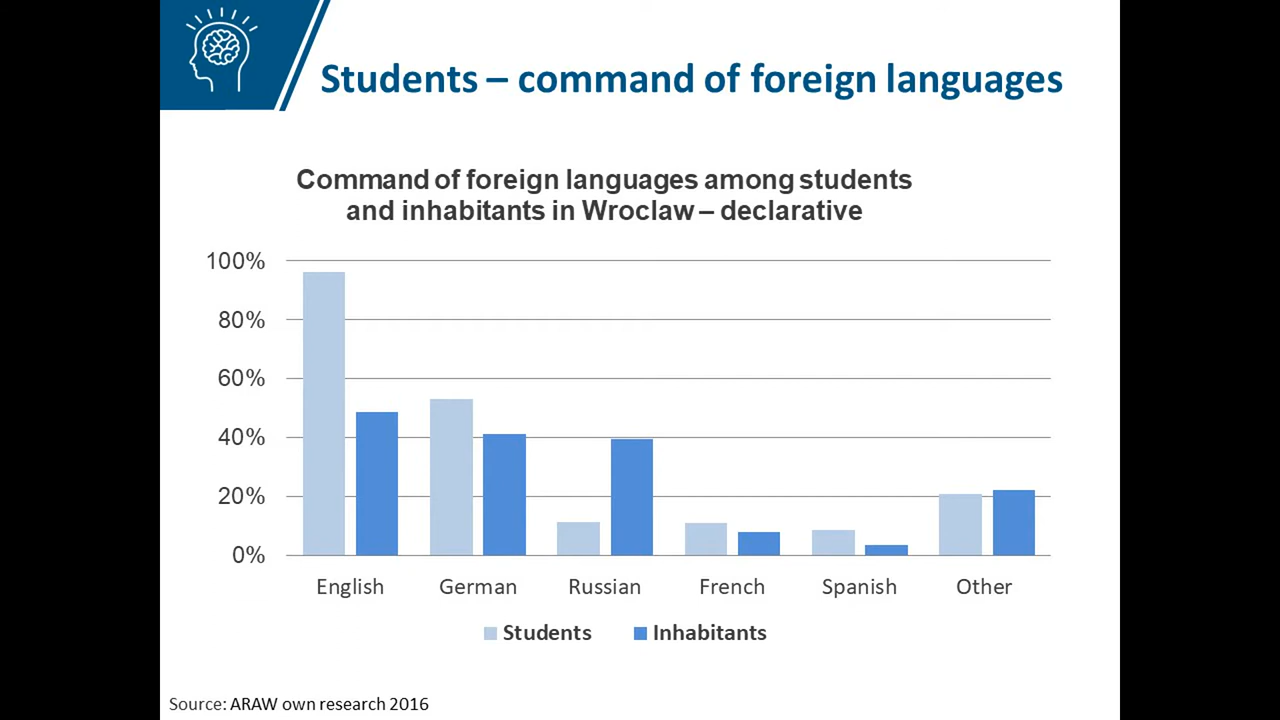 Students – command of foreign languages
Command of foreign languages among students
and inhabitants in Wroclaw – declarative
100%
80%
60%
40%
20%
0%
English German Russian French Spanish Other
Students Inhabitants
Source: ARAW own research 2016